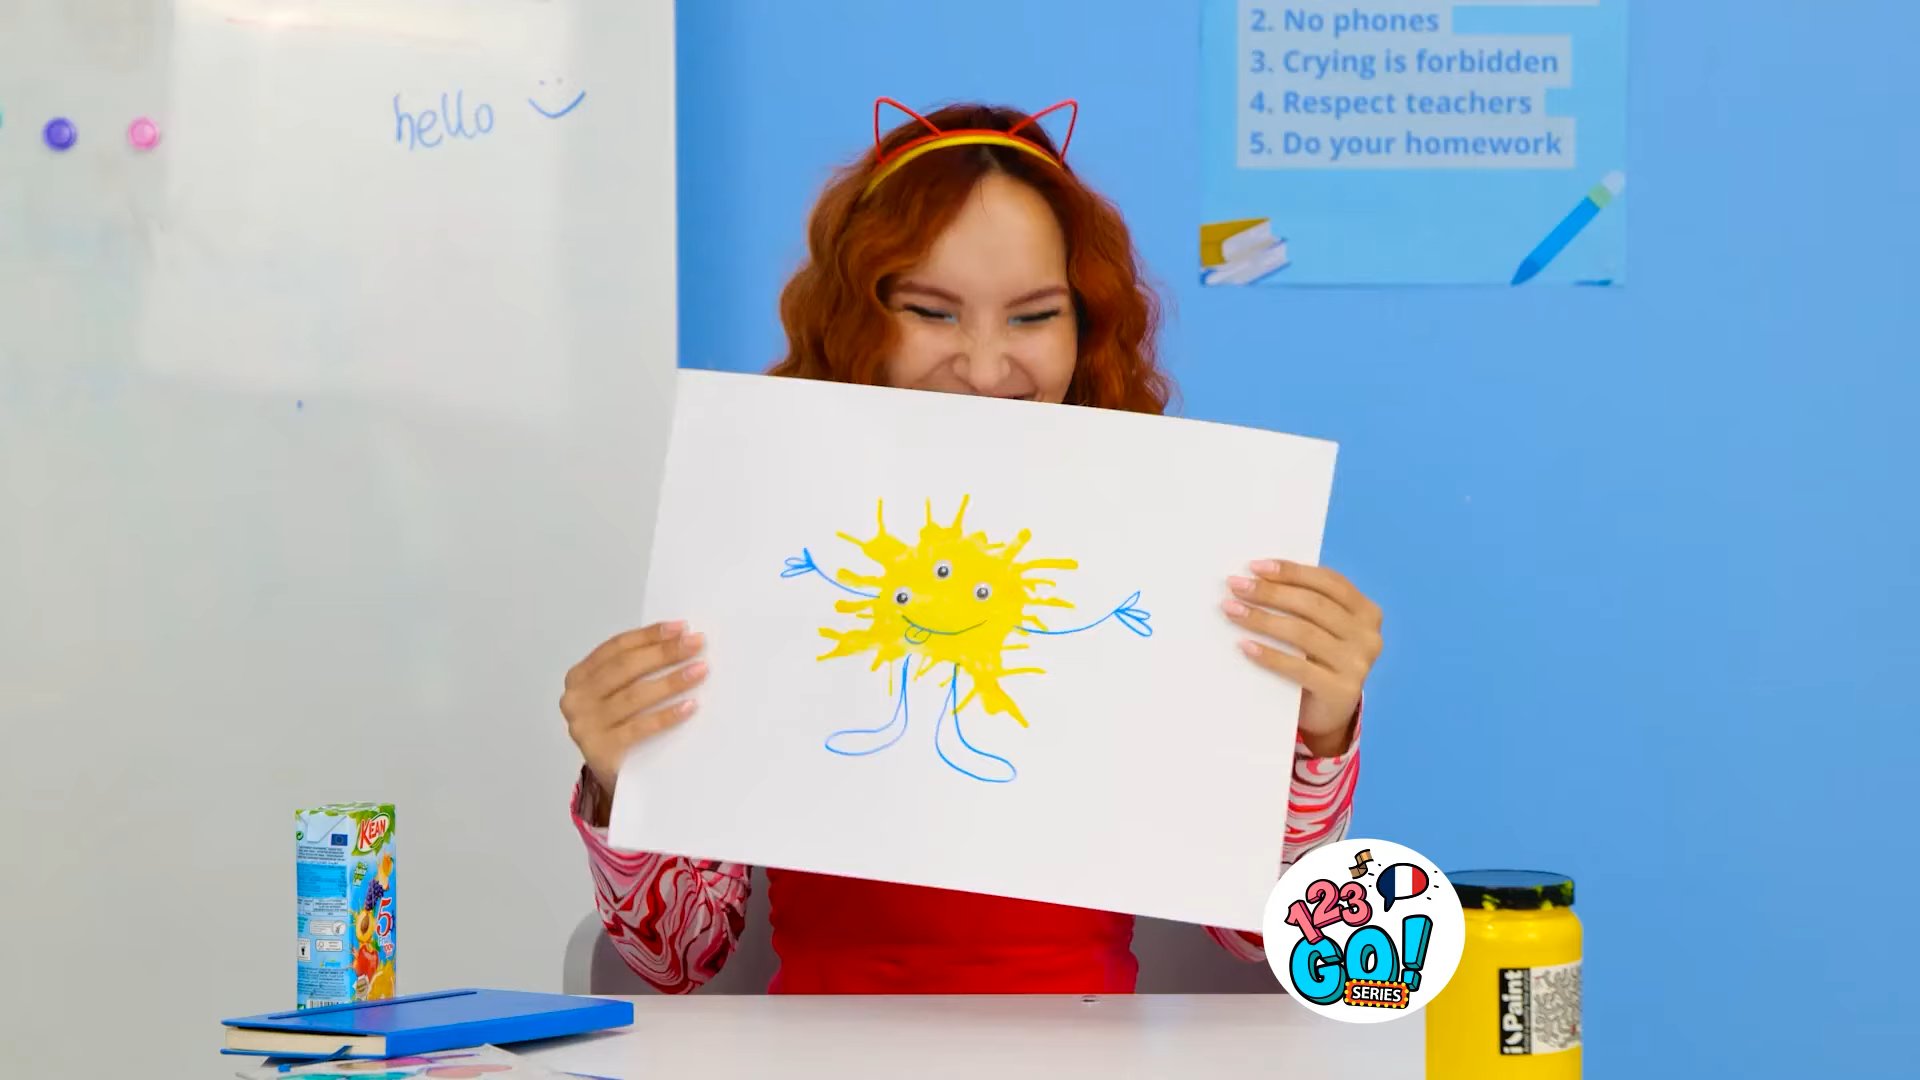 hello
2. No phones
3. Crying is forbidden
4. Respect teachers
5. Do your homework
KEAN
5
123
GO!
SERIES
i Paint